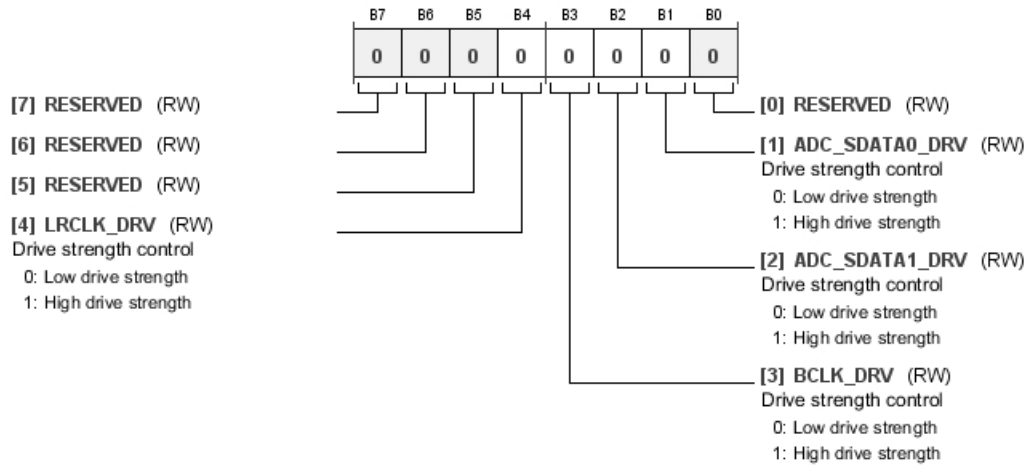 B7 B6 B5 B4 B3 B2 B1 B0
0 0 0 0 0 0 0 0
[7] RESERVED (RW)
[6] RESERVED (RW)
[5] RESERVED (RW)
[4] LRCLK_DRV (RW)
Drive strength control
0: Low drive strength
1: High drive strength
[0] RESERVED (RW)
[1] ADC_SDATA0_DRV (RW)
Drive strength control
0: Low drive strength
1: High drive strength
[2] ADC_SDATA1_DRV (RW)
Drive strength control
0: Low drive strength
1: High drive strength
[3] BCLK_DRV (RW)
Drive strength control
0: Low drive strength
1: High drive strength